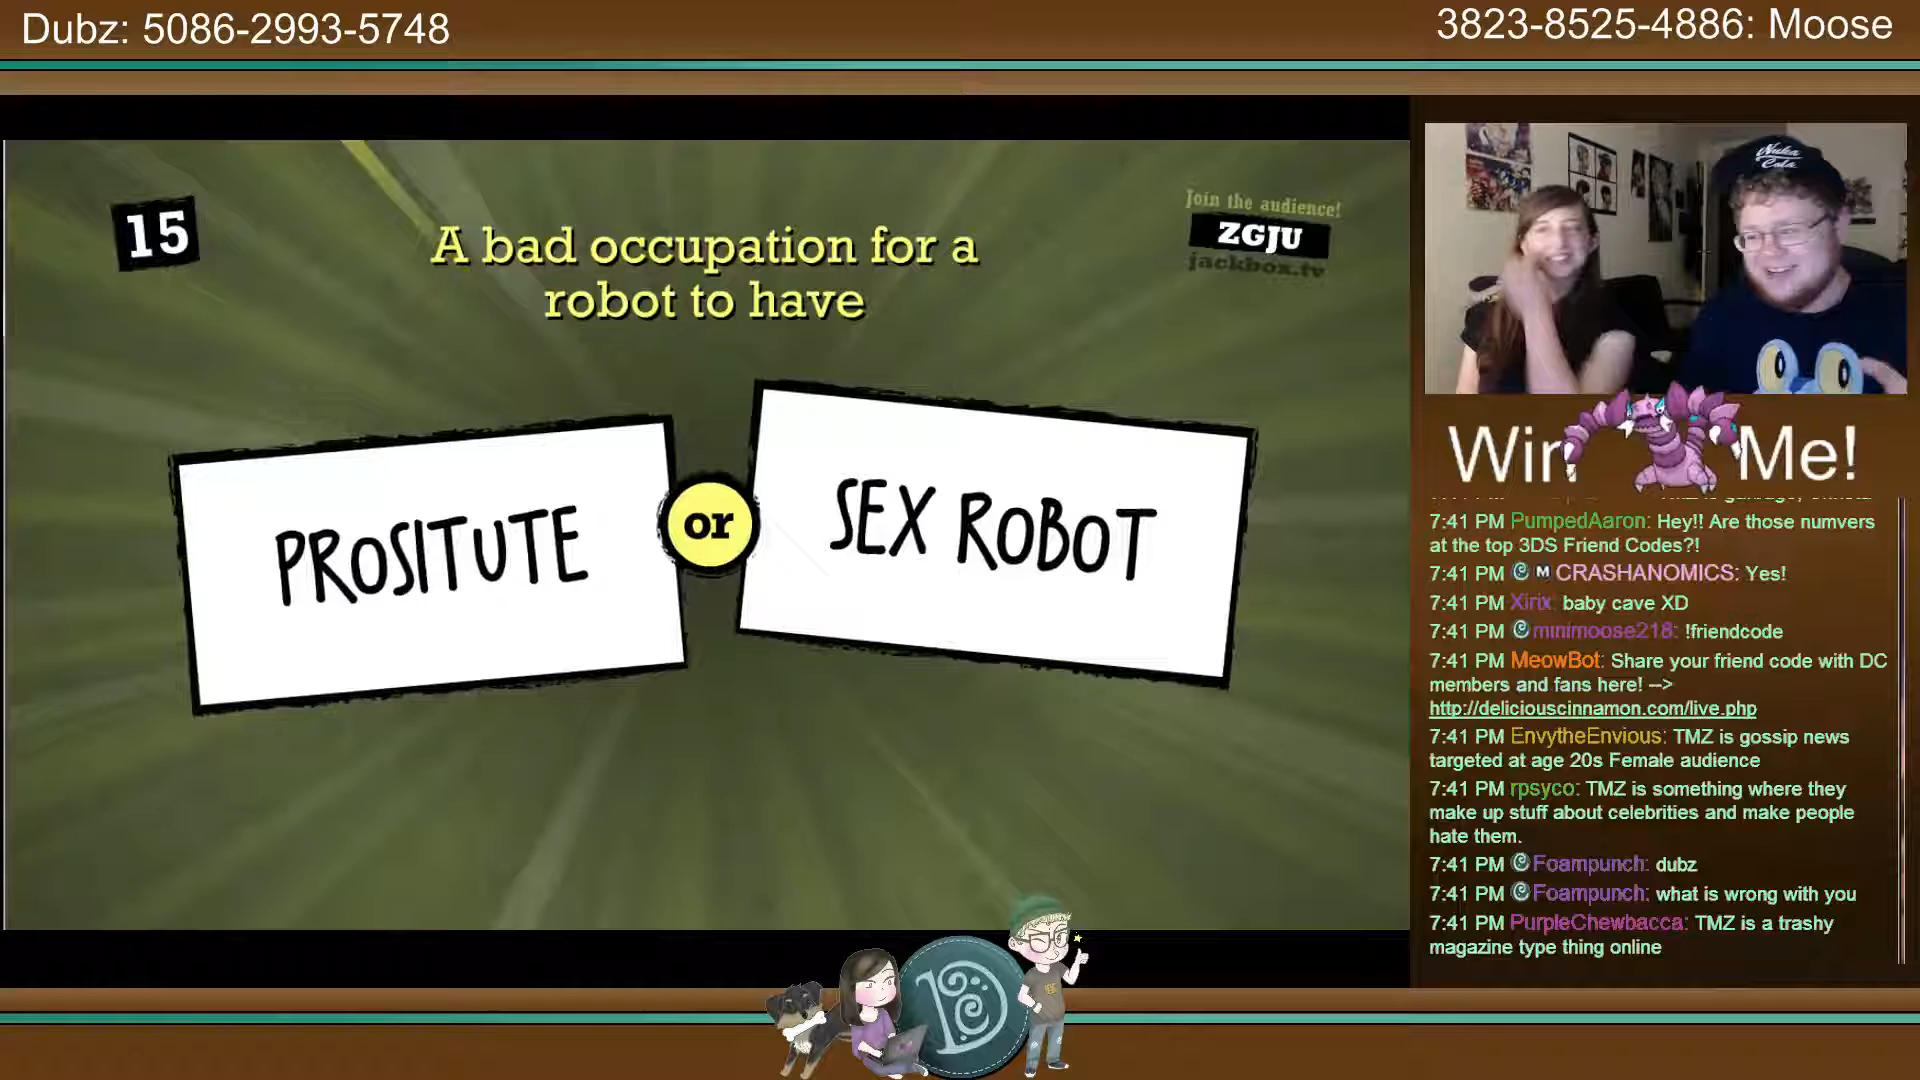 Dubz: 5086-2993-5748
3823-8525-4886: Moose
15
A bad occupation for a
robot to have
Join the audience!
ZGJU
jackbox.tv
PROSITUTE
or
SEX ROBOT
Nuka
Cola
Win Me!
7:41 PM PumpedAaron: Hey!! Are those numvers
at the top 3DS Friend Codes?!
7:41 PM M CRASHANOMICS: Yes!
7:41 PM Xirix: baby cave XD
7:41 PM minimoose218: !friendcode
7:41 PM MeowBot: Share your friend code with DC
members and fans here! -->
http://deliciouscinnamon.com/live.php
7:41 PM EnvytheEnvious: TMZ is gossip news
targeted at age 20s Female audience
7:41 PM rpsyco: TMZ is something where they
make up stuff about celebrities and make people
hate them.
7:41 PM Foampunch: dubz
7:41 PM Foampunch: what is wrong with you
7:41 PM PurpleChewbacca: TMZ is a trashy
magazine type thing online